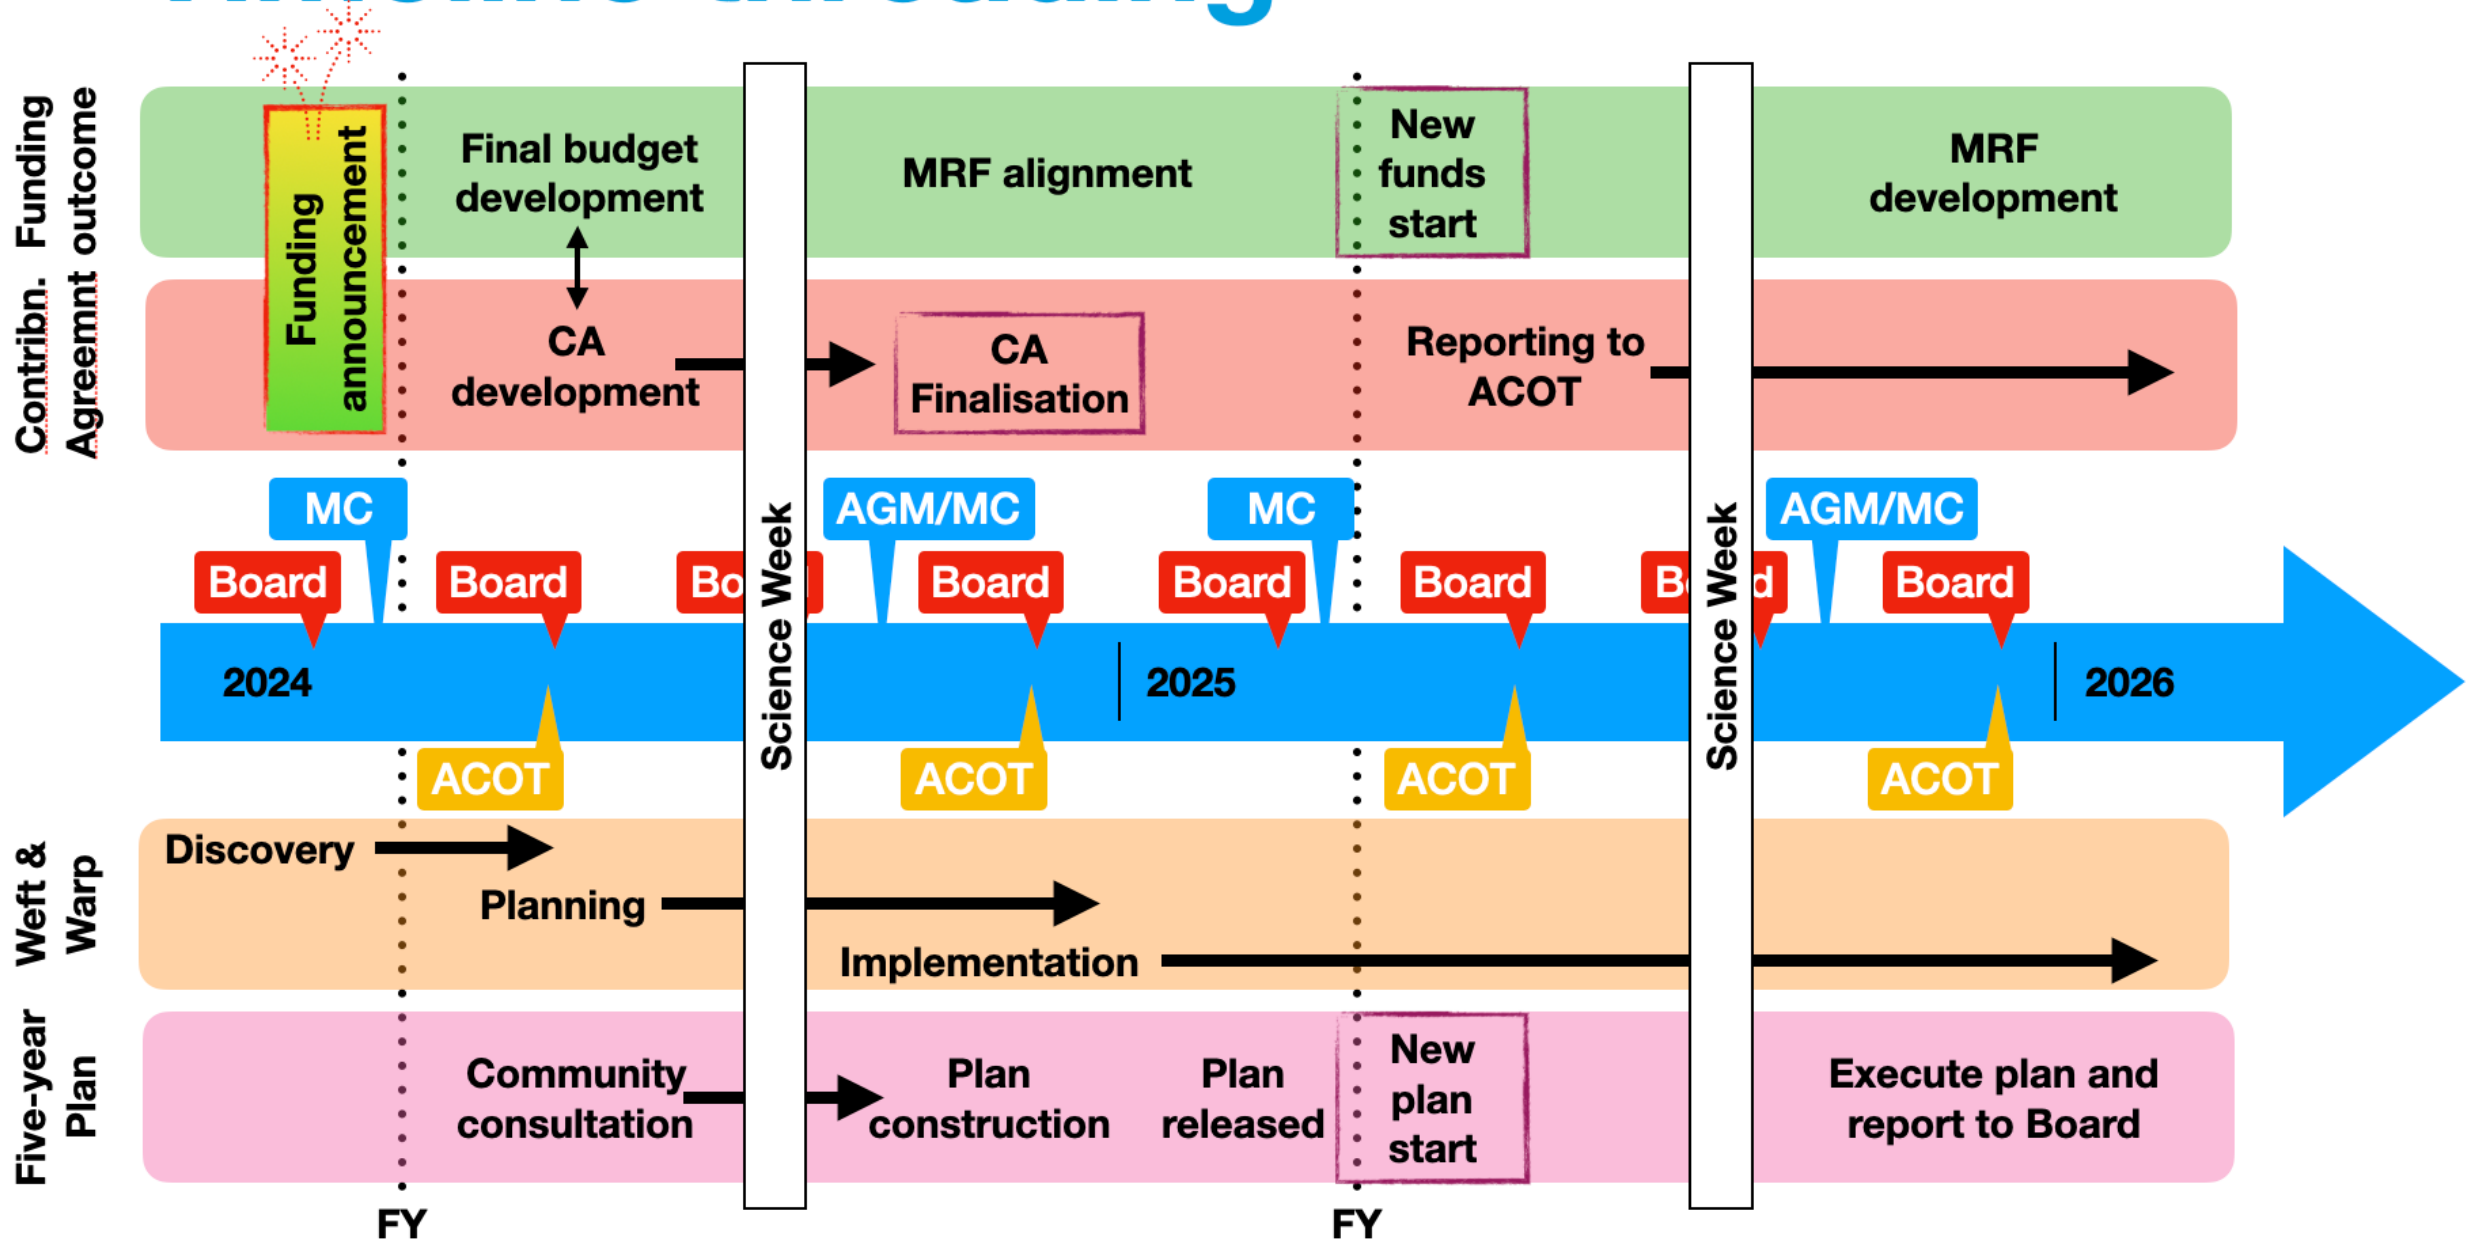 Timeline threading
Funding
outcome
Funding
announcement
Final budget
development
MRF alignment
New
funds
start
MRF
development
Contribn.
Agreemnt
CA
development
CA
Finalisation
Reporting to
ACOT
MC
AGM/MC
MC
AGM/MC
Board
Board
Board
Board
Board
Board
Science Week
Science Week
2024
2025
2026
ACOT
ACOT
ACOT
ACOT
Weft &
Warp
Discovery
Planning
Implementation
Five-year
Plan
Community
consultation
Plan
construction
Plan
released
New
plan
start
Execute plan and
report to Board
FY
FY